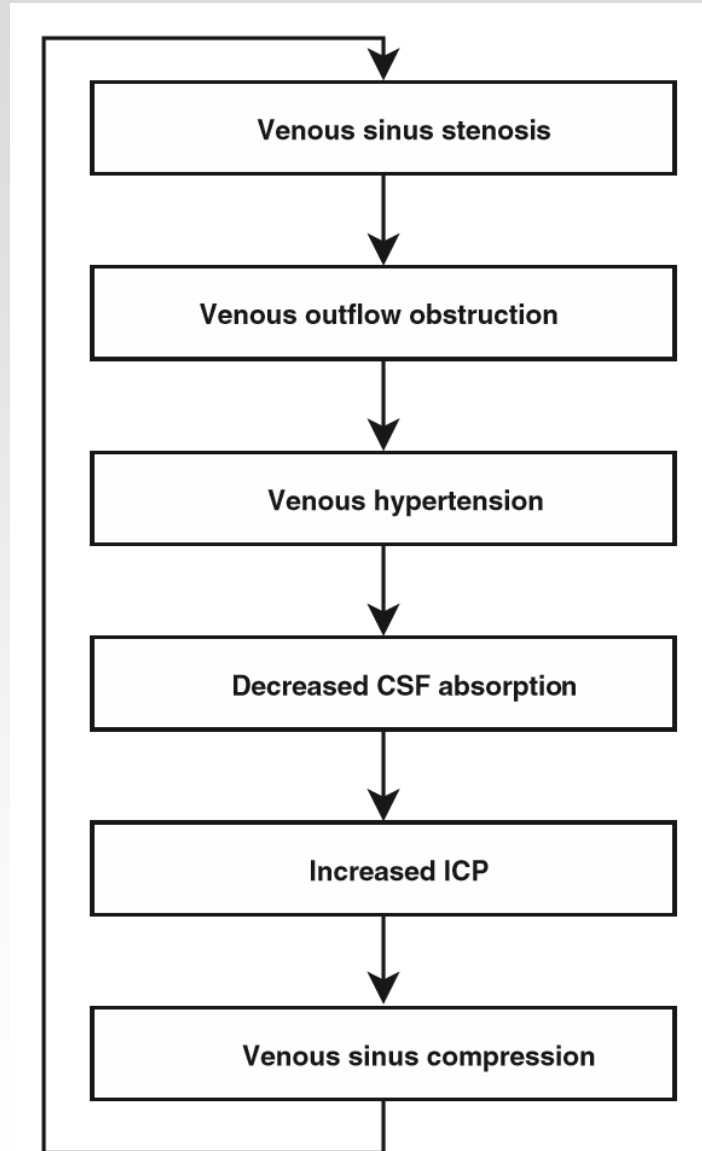 Venous sinus stenosis
Venous outflow obstruction
Venous hypertension
Decreased CSF absorption
Increased ICP
Venous sinus compression